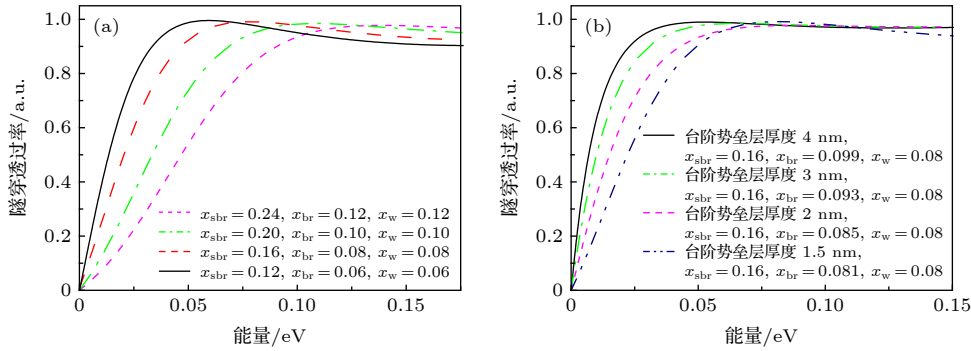 (a)
1.0
0.8
0.6
0.4
0.2
0
隧穿透过率/a.u.
x_sbr=0.24, x_br=0.12, x_w=0.12
x_sbr=0.20, x_br=0.10, x_w=0.10
x_sbr=0.16, x_br=0.08, x_w=0.08
x_sbr=0.12, x_br=0.06, x_w=0.06
0 0.05 0.10 0.15
能量/eV
(b)
1.0
0.8
0.6
0.4
0.2
0
隧穿透过率/a.u.
台阶势垒层厚度 4 nm,
x_sbr=0.16, x_br=0.099, x_w=0.08
台阶势垒层厚度 3 nm,
x_sbr=0.16, x_br=0.093, x_w=0.08
台阶势垒层厚度 2 nm,
x_sbr=0.16, x_br=0.085, x_w=0.08
台阶势垒层厚度 1.5 nm,
x_sbr=0.16, x_br=0.081, x_w=0.08
0 0.05 0.10 0.15
能量/eV